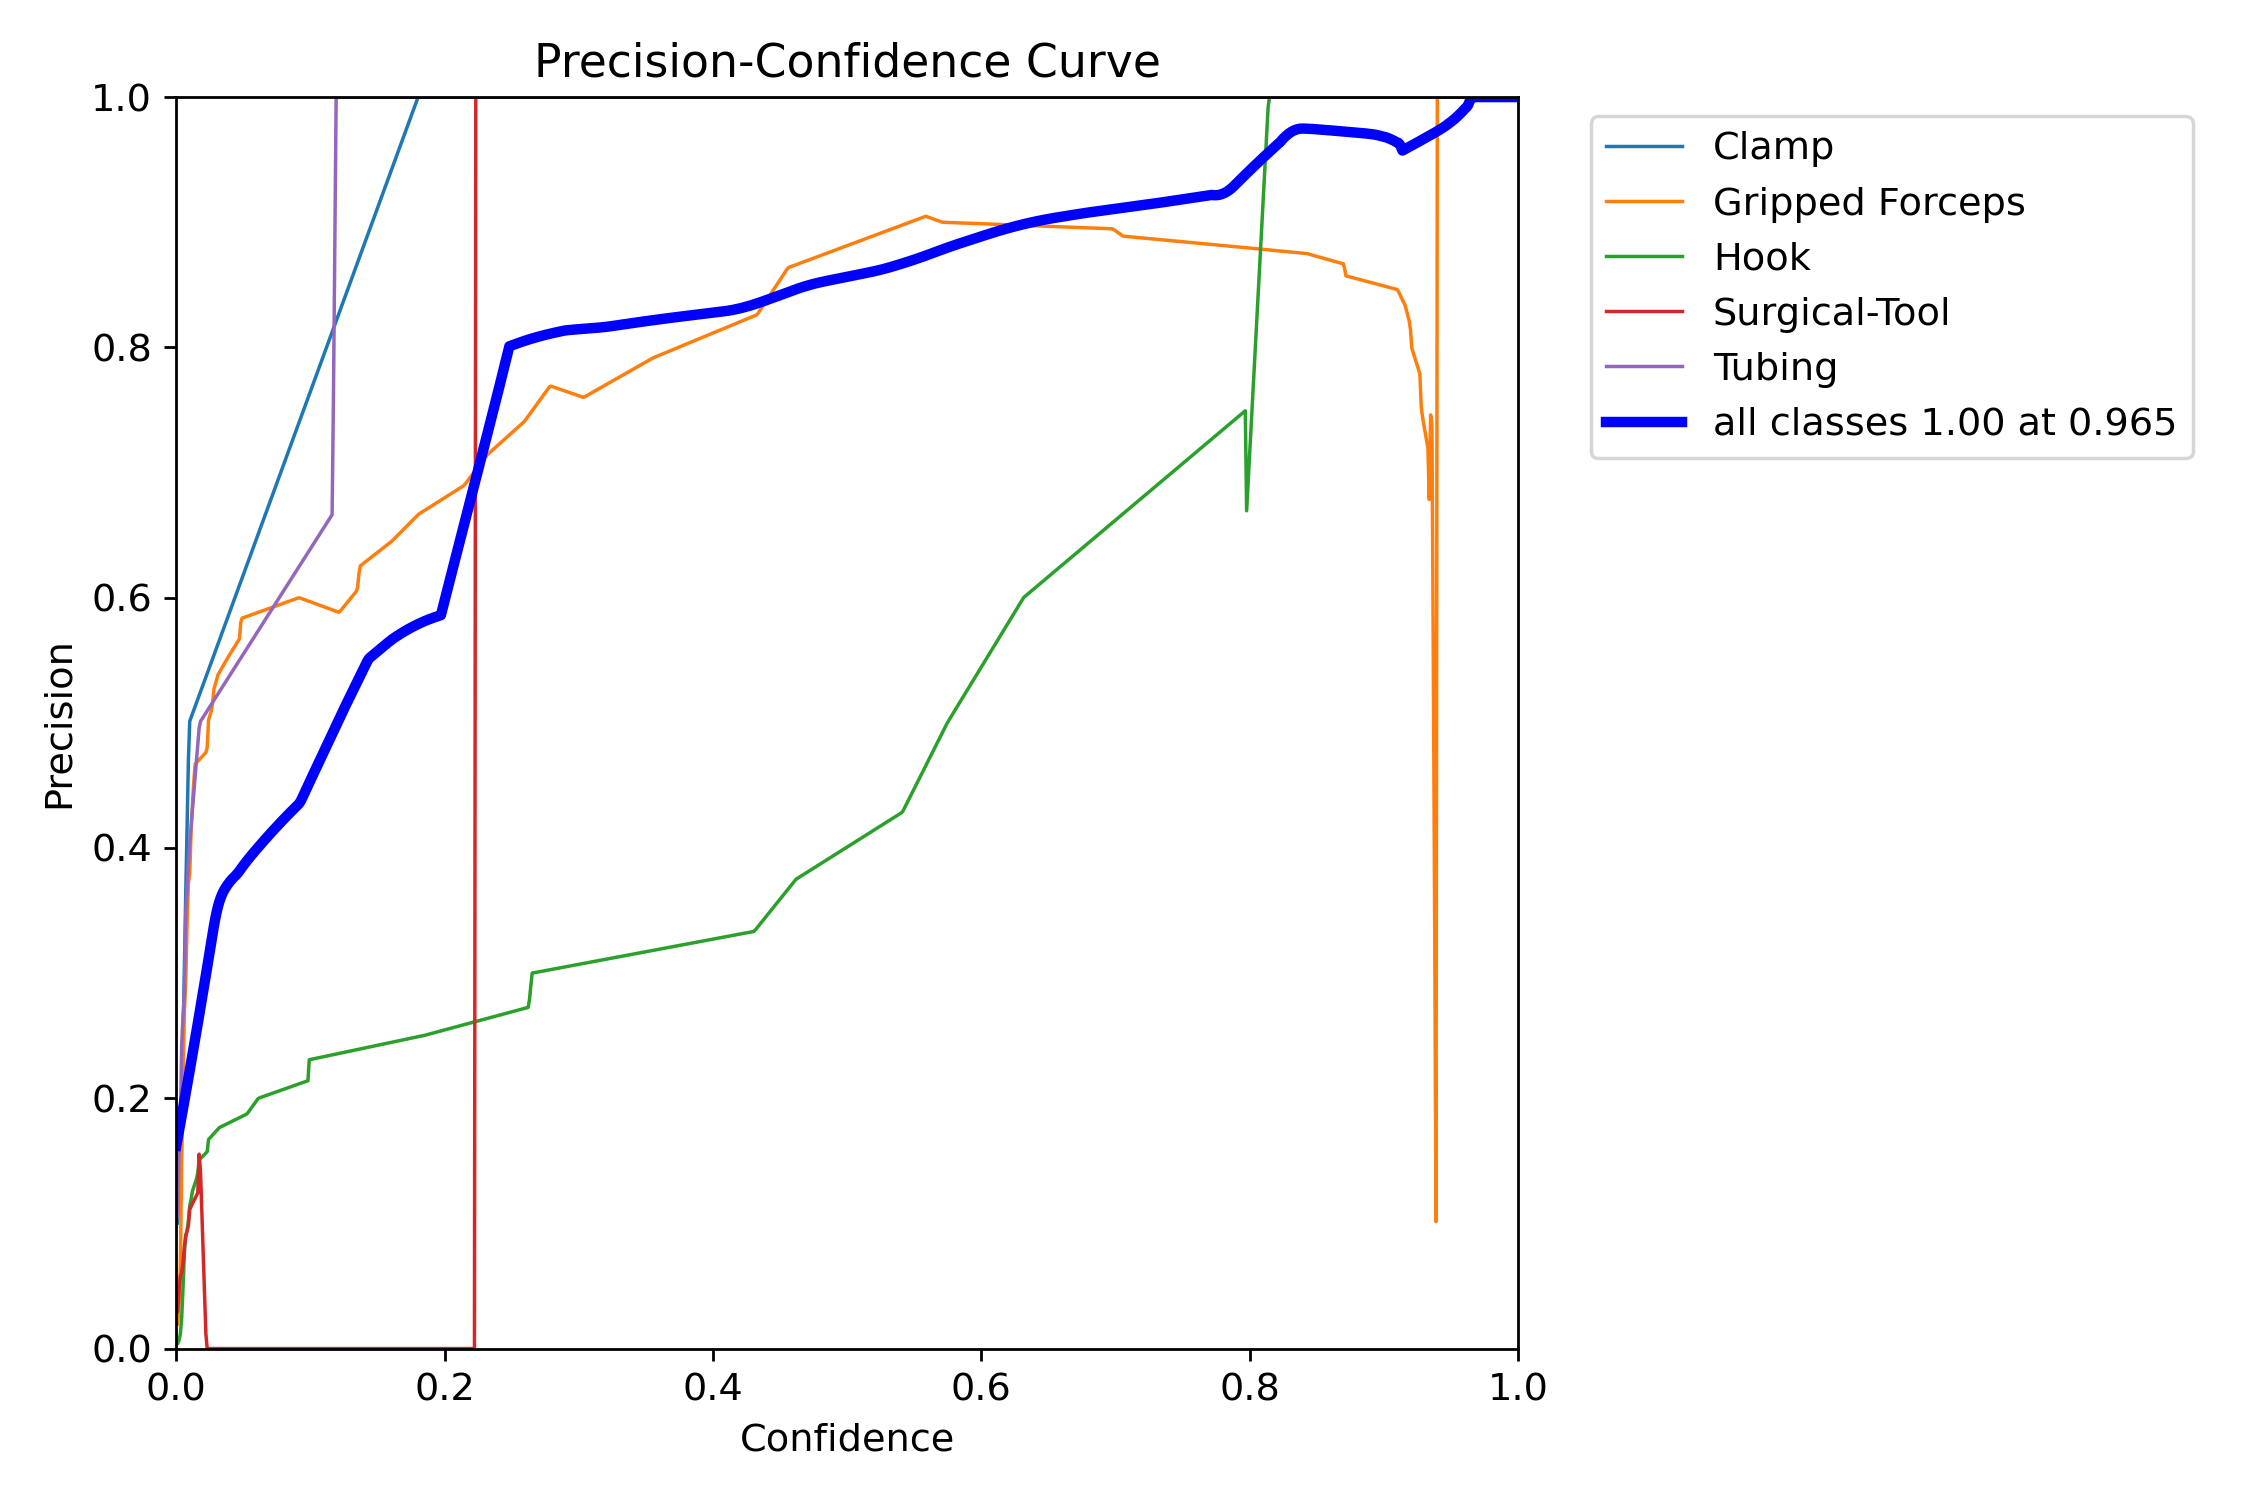 Precision-Confidence Curve
1.0
0.8
0.6
0.4
0.2
0.0
Precision
0.0 0.2 0.4 0.6 0.8 1.0
Confidence
Clamp
Gripped Forceps
Hook
Surgical-Tool
Tubing
all classes 1.00 at 0.965